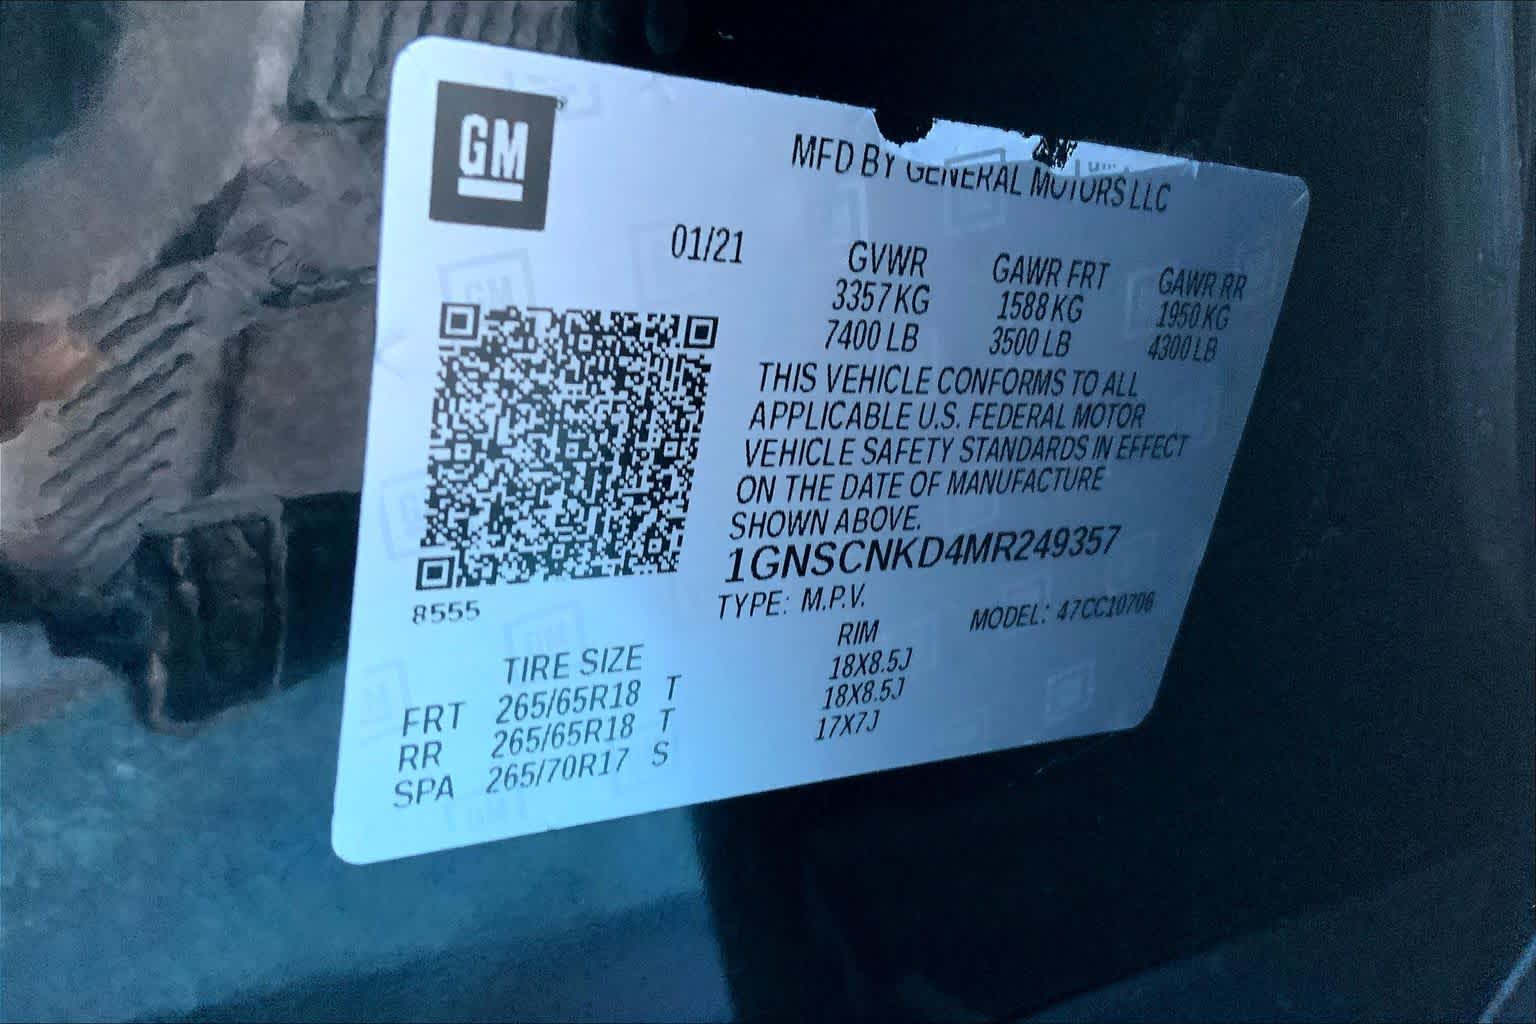 GM
MFD BY GENERAL MOTORS LLC
01/21
GVWR GAWR FRT GAWR RR
3357 KG 1588 KG 1950 KG
7400 LB 3500 LB 4300 LB
THIS VEHICLE CONFORMS TO ALL
APPLICABLE U.S. FEDERAL MOTOR
VEHICLE SAFETY STANDARDS IN EFFECT
ON THE DATE OF MANUFACTURE
SHOWN ABOVE.
1GNSCNKD4MR249357
8555
TYPE: M.P.V. MODEL: 47CC10706
TIRE SIZE RIM
FRT 265/65R18 T 18X8.5J
RR 265/65R18 T 18X8.5J
SPA 265/70R17 S 17X7J